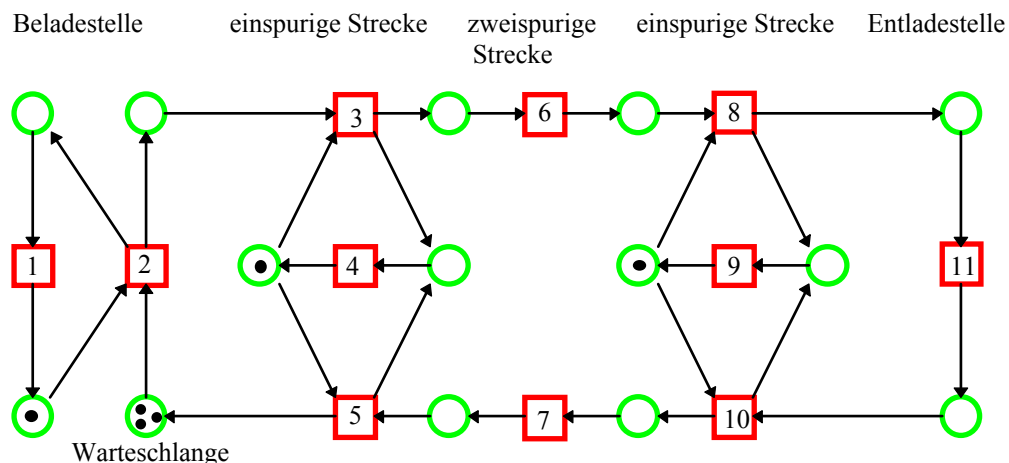 Beladestelle
einspurige Strecke
zweispurige
Strecke
einspurige Strecke
Entladestelle
3
6
8
1
2
4
9
11
5
7
10
Warteschlange